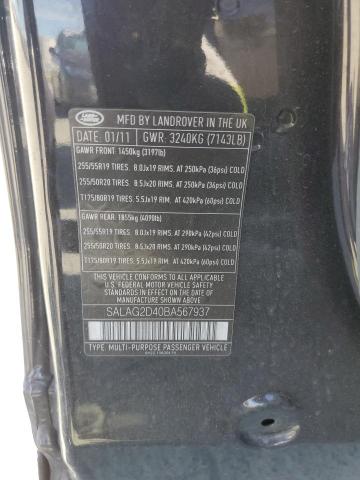 LAND ROVER
MFD BY LANDROVER IN THE UK
DATE: 01/11 GWR: 3240KG (7143LB)
GAWR FRONT: 1450kg (3197lb)
255/55R19 TIRES. 8.0Jx19 RIMS. AT 250kPa (36psi) COLD
255/50R20 TIRES. 8.5Jx20 RIMS. AT 250kPa (36psi) COLD
T175/80R19 TIRES. 5.5Jx19 RIMS. AT 420kPa (60psi) COLD
GAWR REAR: 1855kg (4090lb)
255/55R19 TIRES. 8.0Jx19 RIMS. AT 290kPa (42psi) COLD
255/50R20 TIRES. 8.5Jx20 RIMS. AT 290kPa (42psi) COLD
T175/80R19 TIRES. 5.5Jx19 RIMS. AT 420kPa (60psi) COLD
THIS VEHICLE CONFORMS TO ALL APPLICABLE
U.S. FEDERAL MOTOR VEHICLE SAFETY STANDARDS
IN EFFECT ON THE DATE OF MANUFACTURE
SHOWN ABOVE.
SALAG2D40BA567937
TYPE: MULTI-PURPOSE PASSENGER VEHICLE